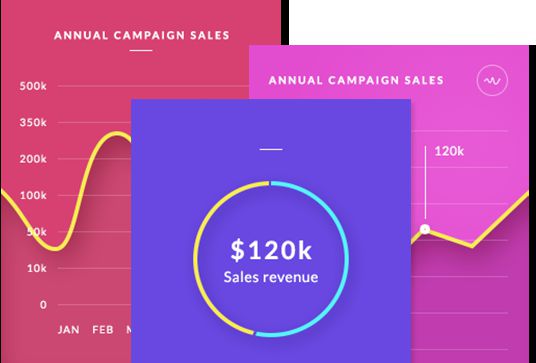 ANNUAL CAMPAIGN SALES
500k
350k
200k
100k
50k
10k
0
JAN FEB
ANNUAL CAMPAIGN SALES
120k
$120k
Sales revenue